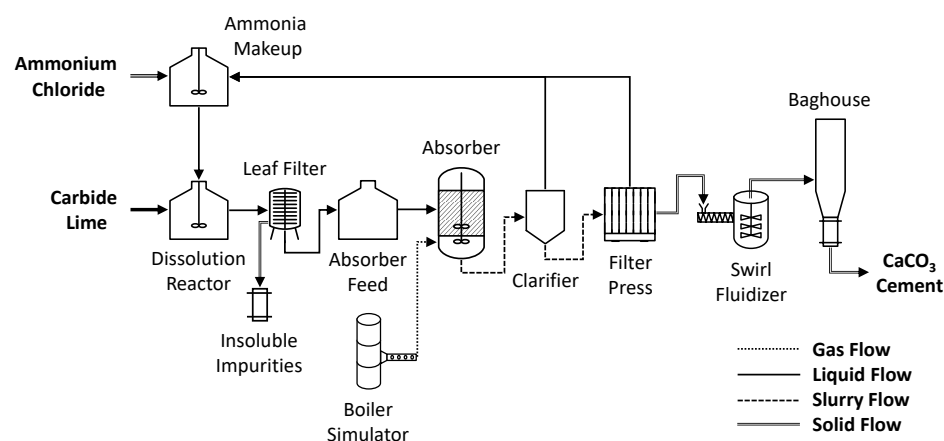 Ammonia
Makeup
Ammonium
Chloride
Baghouse
Absorber
Leaf Filter
Carbide
Lime
Dissolution
Reactor
Absorber
Feed
Clarifier
Filter
Press
Swirl
Fluidizer
CaCO₃
Cement
Insoluble
Impurities
Boiler
Simulator
Gas Flow
Liquid Flow
Slurry Flow
Solid Flow